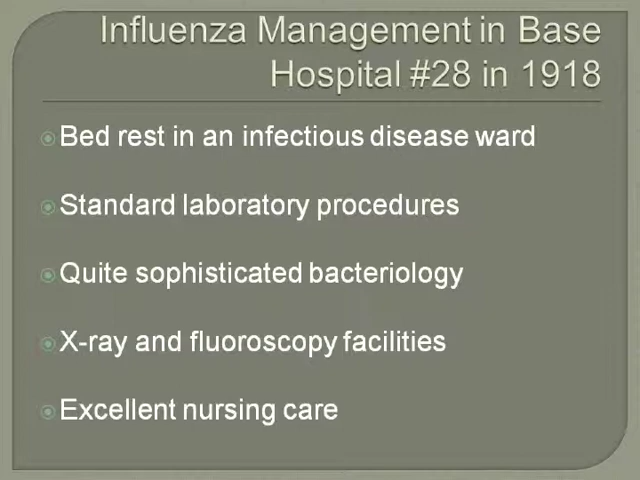 Influenza Management in Base
Hospital #28 in 1918
Bed rest in an infectious disease ward
Standard laboratory procedures
Quite sophisticated bacteriology
X-ray and fluoroscopy facilities
Excellent nursing care